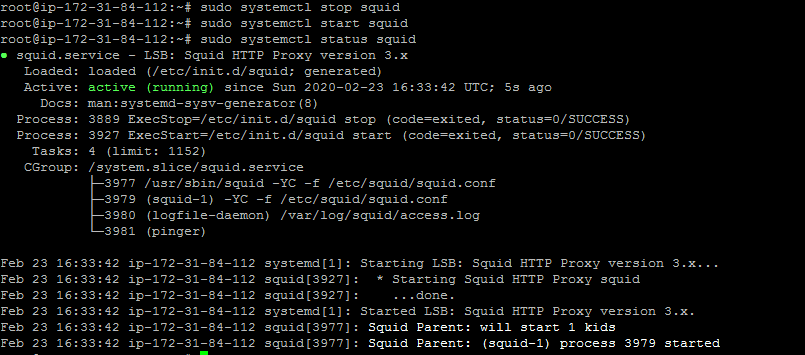 root@ip-172-31-84-112:~# sudo systemctl stop squid
root@ip-172-31-84-112:~# sudo systemctl start squid
root@ip-172-31-84-112:~# sudo systemctl status squid
● squid.service - LSB: Squid HTTP Proxy version 3.x
   Loaded: loaded (/etc/init.d/squid; generated)
   Active: active (running) since Sun 2020-02-23 16:33:42 UTC; 5s ago
     Docs: man:systemd-sysv-generator(8)
  Process: 3889 ExecStop=/etc/init.d/squid stop (code=exited, status=0/SUCCESS)
  Process: 3927 ExecStart=/etc/init.d/squid start (code=exited, status=0/SUCCESS)
    Tasks: 4 (limit: 1152)
   CGroup: /system.slice/squid.service
           ├─3977 /usr/sbin/squid -YC -f /etc/squid/squid.conf
           ├─3979 (squid-1) -YC -f /etc/squid/squid.conf
           ├─3980 (logfile-daemon) /var/log/squid/access.log
           └─3981 (pinger)
Feb 23 16:33:42 ip-172-31-84-112 systemd[1]: Starting LSB: Squid HTTP Proxy version 3.x...
Feb 23 16:33:42 ip-172-31-84-112 squid[3927]:  * Starting Squid HTTP Proxy squid
Feb 23 16:33:42 ip-172-31-84-112 squid[3927]:    ...done.
Feb 23 16:33:42 ip-172-31-84-112 systemd[1]: Started LSB: Squid HTTP Proxy version 3.x.
Feb 23 16:33:42 ip-172-31-84-112 squid[3977]: Squid Parent: will start 1 kids
Feb 23 16:33:42 ip-172-31-84-112 squid[3977]: Squid Parent: (squid-1) process 3979 started